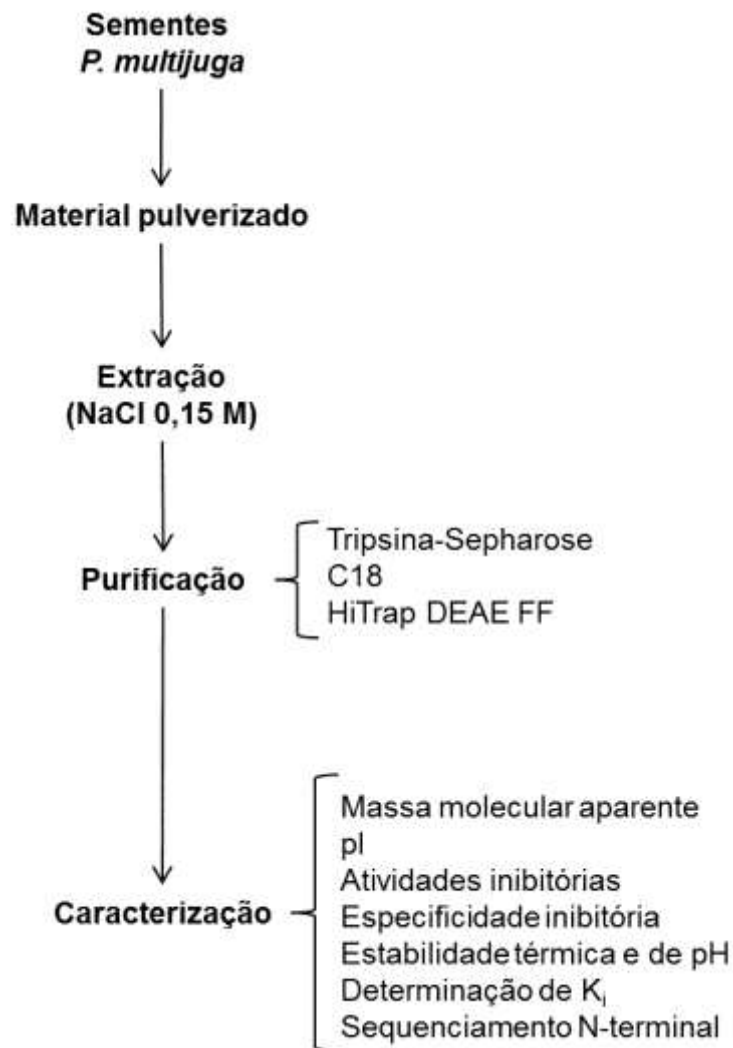 Sementes
P. multijuga
Material pulverizado
Extração
(NaCl 0,15 M)
Purificação
Tripsina-Sepharose
C18
HiTrap DEAE FF
Caracterização
Massa molecular aparente
pI
Atividades inibitórias
Especificidade inibitória
Estabilidade térmica e de pH
Determinação de Ki
Sequenciamento N-terminal